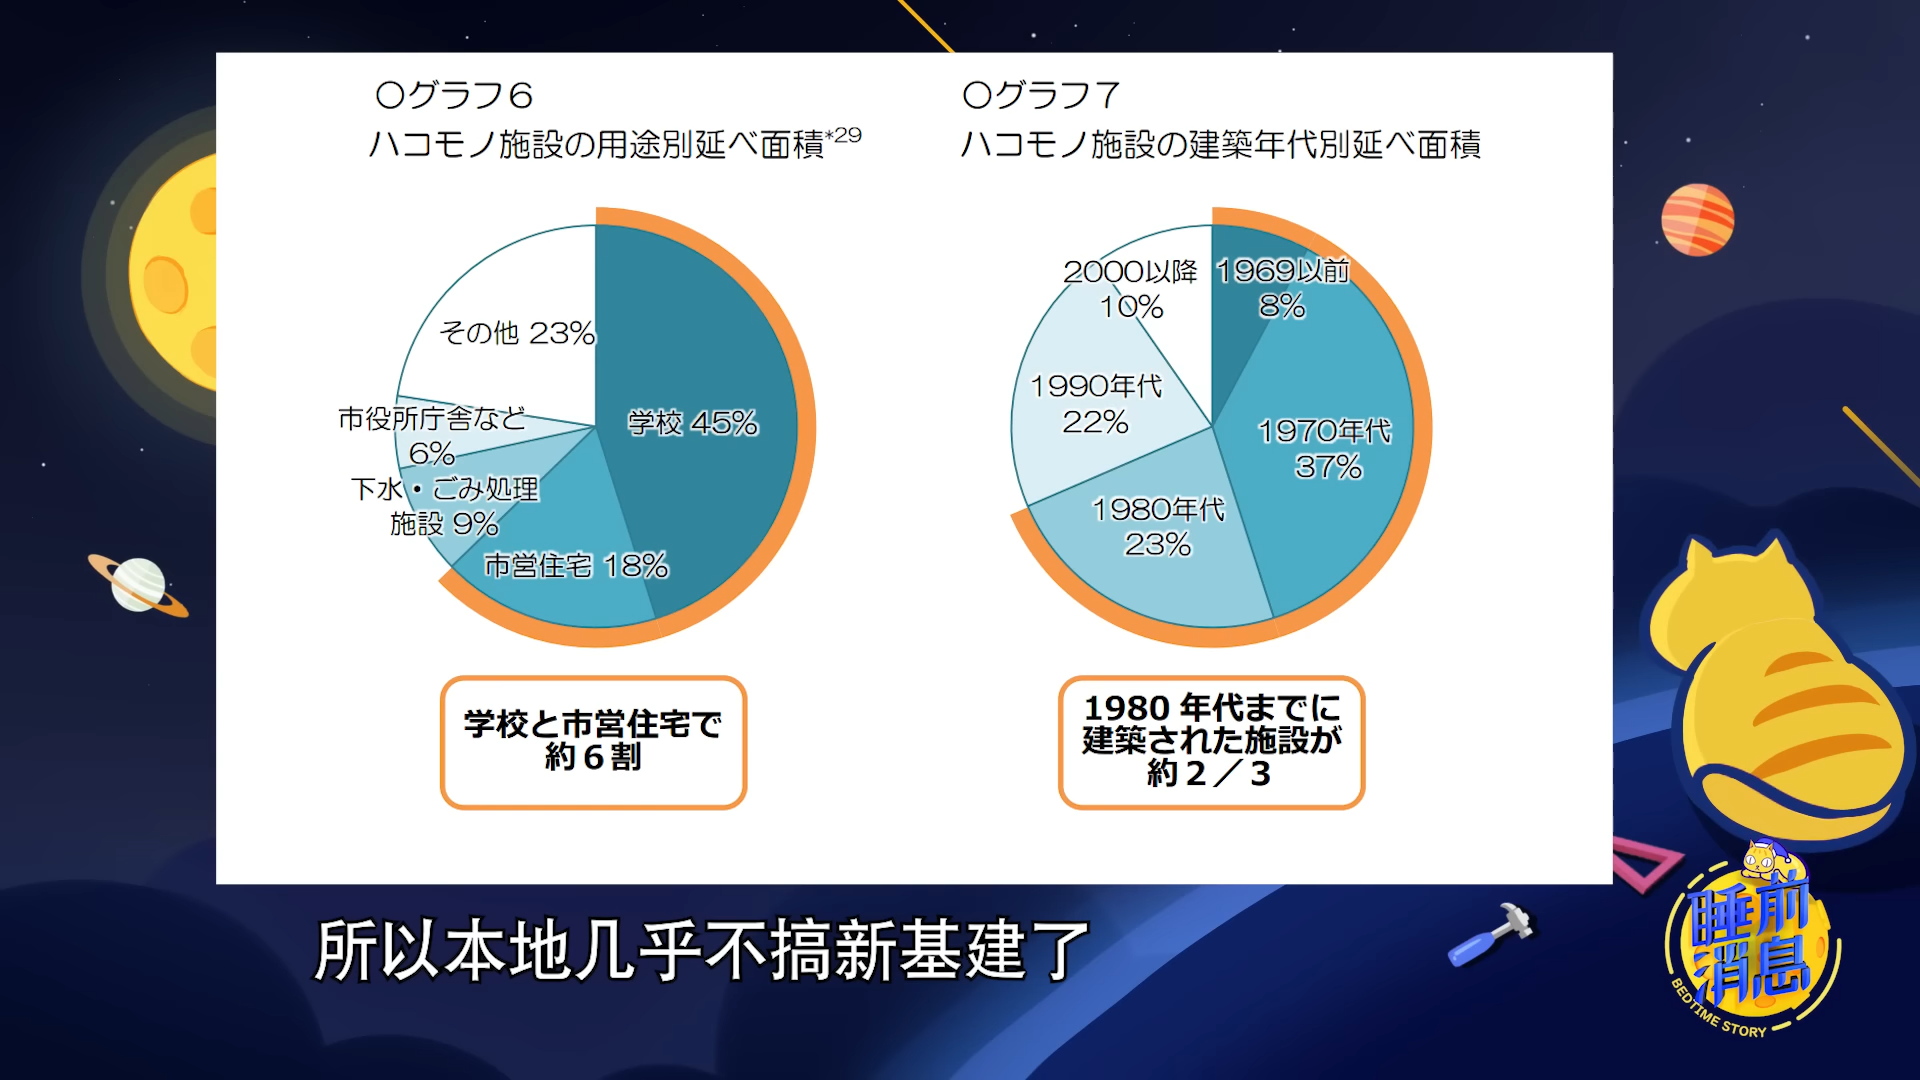 〇グラフ６
ハコモノ施設の用途別延べ面積*29
その他 23%
学校 45%
市役所庁舎など
6%
下水・ごみ処理
施設 9%
市営住宅 18%
学校と市営住宅で
約６割
〇グラフ７
ハコモノ施設の建築年代別延べ面積
2000以降
10%
1969以前
8%
1990年代
22%
1970年代
37%
1980年代
23%
1980 年代までに
建築された施設が
約２／３
所以本地几乎不搞新基建了
睡前
消息
BEDTIME STORY